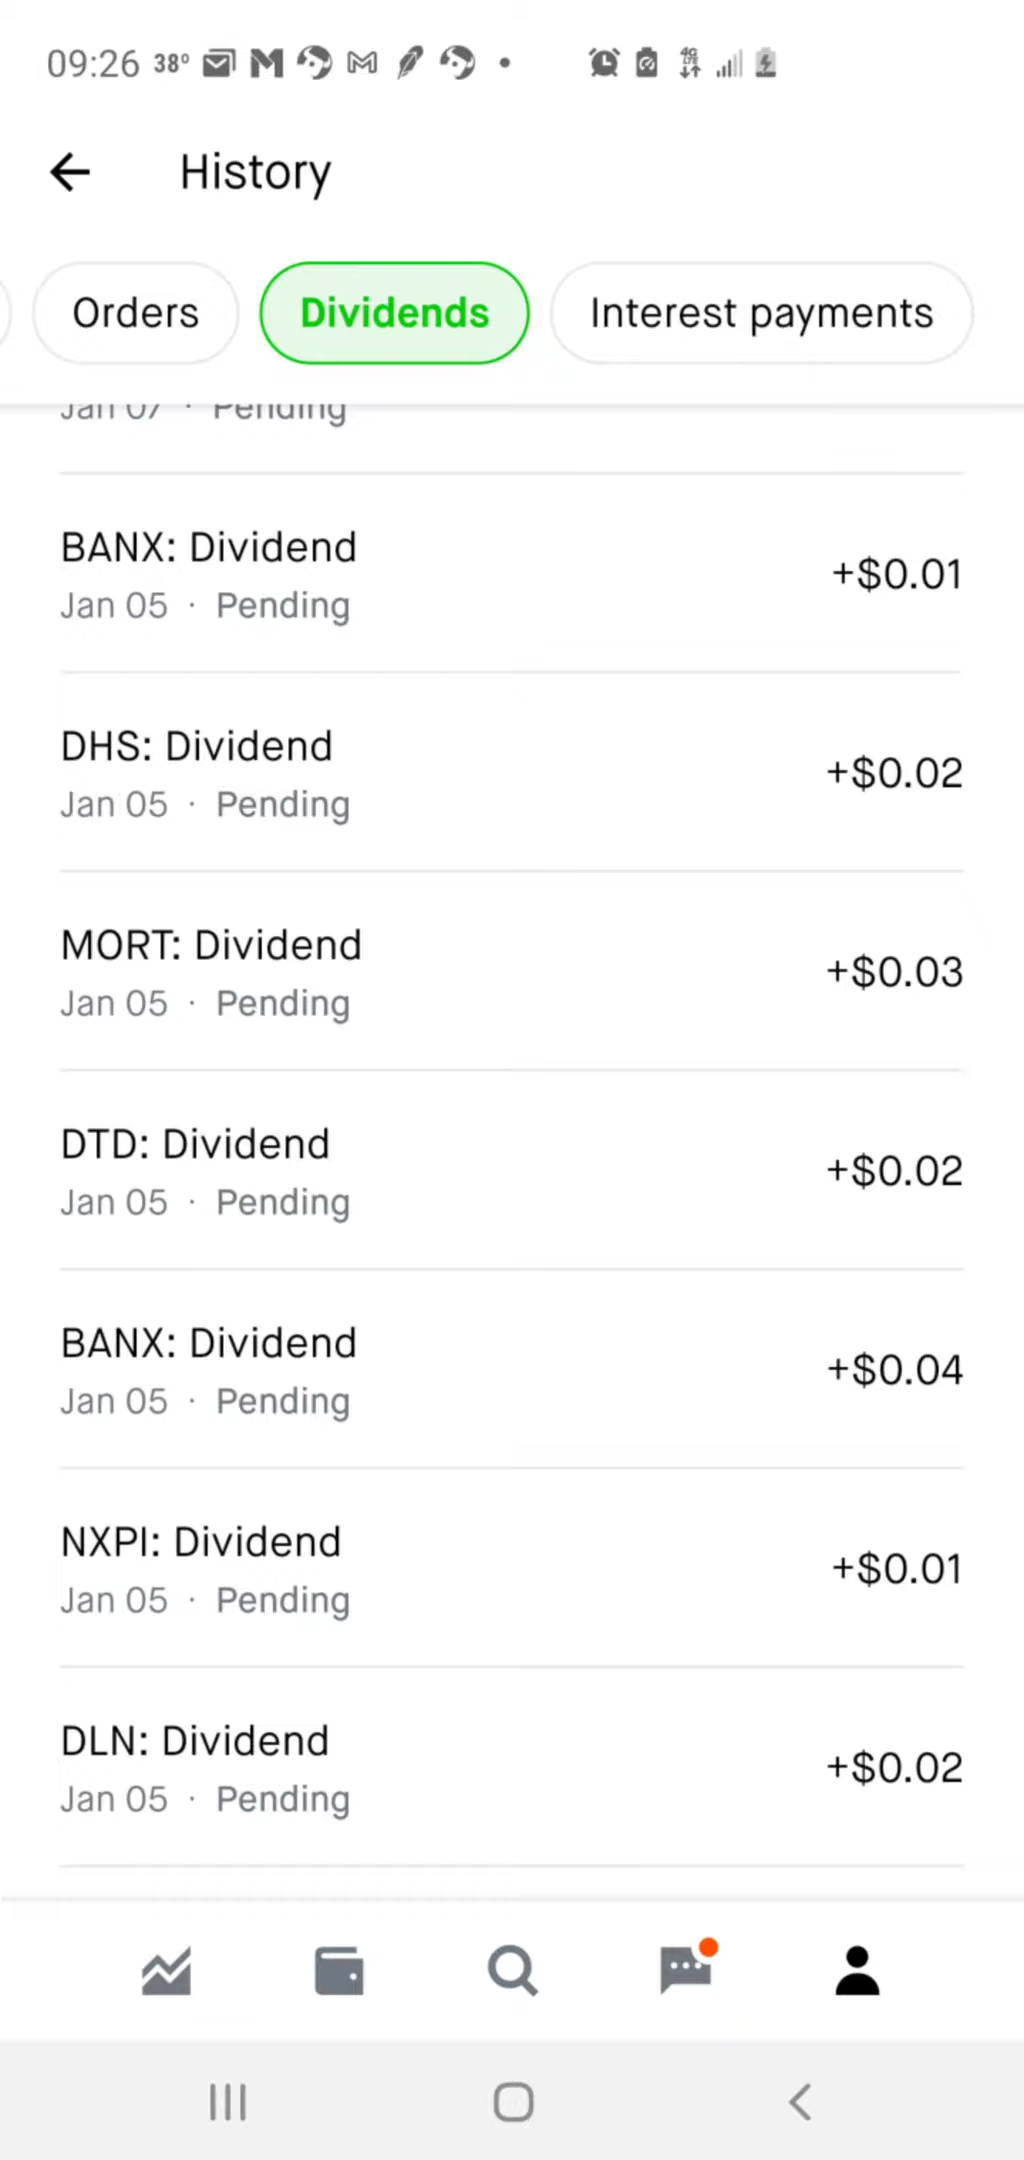 09:26 38°
History
Orders
Dividends
Interest payments
Jan 07 · Pending
BANX: Dividend
+$0.01
Jan 05 · Pending
DHS: Dividend
+$0.02
Jan 05 · Pending
MORT: Dividend
+$0.03
Jan 05 · Pending
DTD: Dividend
+$0.02
Jan 05 · Pending
BANX: Dividend
+$0.04
Jan 05 · Pending
NXPI: Dividend
+$0.01
Jan 05 · Pending
DLN: Dividend
+$0.02
Jan 05 · Pending